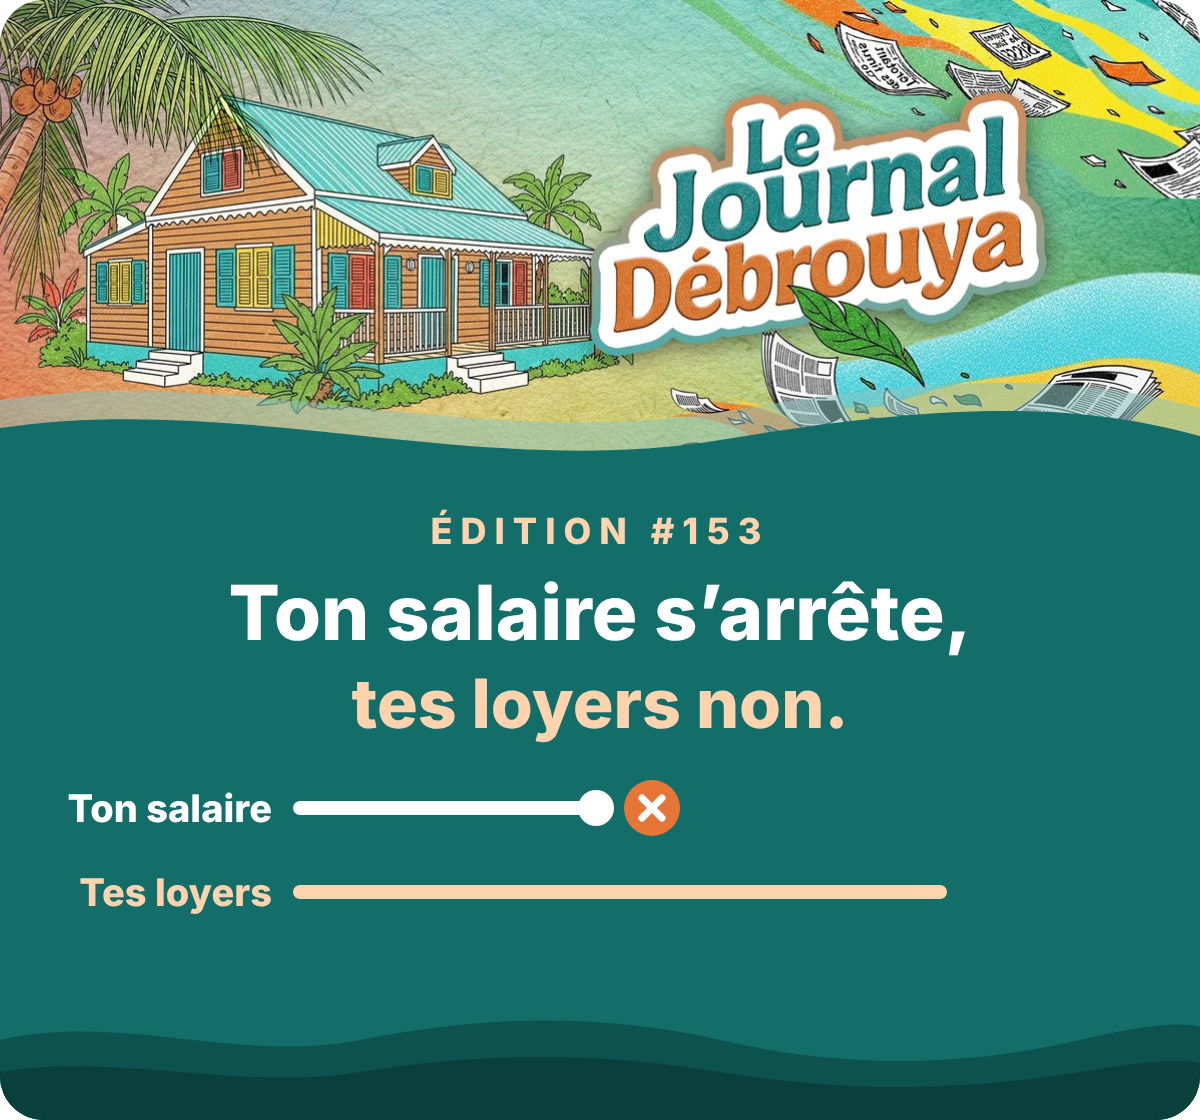 Le
Journal
Débrouya
ÉDITION #153
Ton salaire s’arrête,
tes loyers non.
Ton salaire
Tes loyers